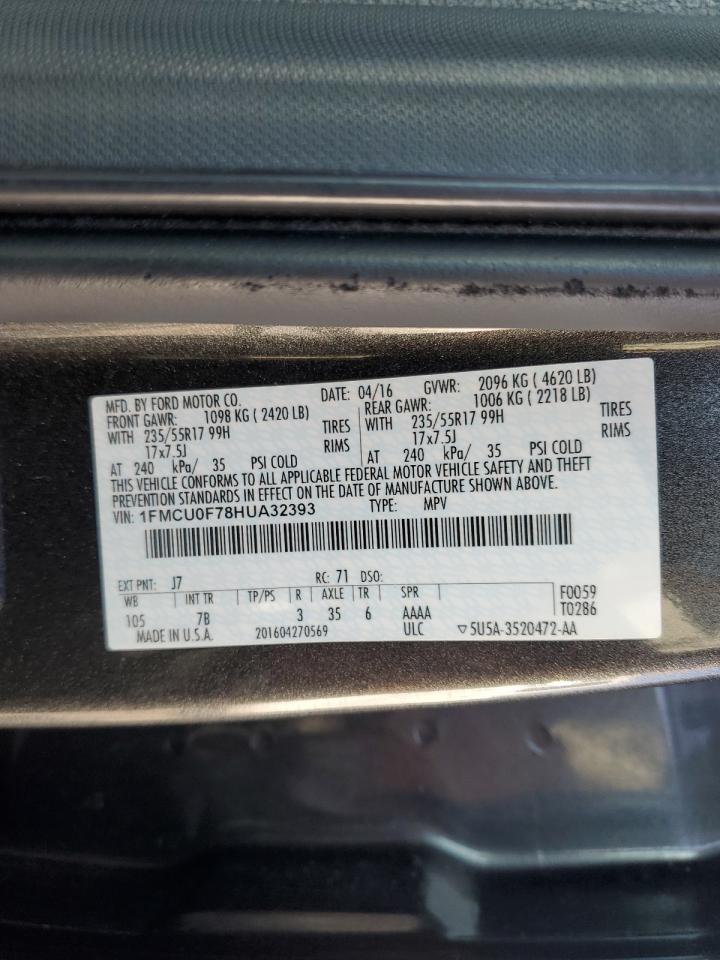 MFD. BY FORD MOTOR CO. DATE: 04/16 GVWR: 2096 KG ( 4620 LB)
FRONT GAWR: 1098 KG ( 2420 LB) REAR GAWR: 1006 KG ( 2218 LB)
WITH 235/55R17 99H TIRES WITH 235/55R17 99H TIRES
17x7.5J RIMS 17x7.5J RIMS
AT 240 kPa/ 35 PSI COLD AT 240 kPa/ 35 PSI COLD
THIS VEHICLE CONFORMS TO ALL APPLICABLE FEDERAL MOTOR VEHICLE SAFETY AND THEFT
PREVENTION STANDARDS IN EFFECT ON THE DATE OF MANUFACTURE SHOWN ABOVE.
VIN: 1FMCU0F78HUA32393 TYPE: MPV
EXT PNT: J7 RC: 71 DSO:
WB INT TR TP/PS R AXLE TR SPR F0059
105 7B 3 35 6 AAAA T0286
MADE IN U.S.A. 201604270569 ULC ▽5U5A-3520472-AA